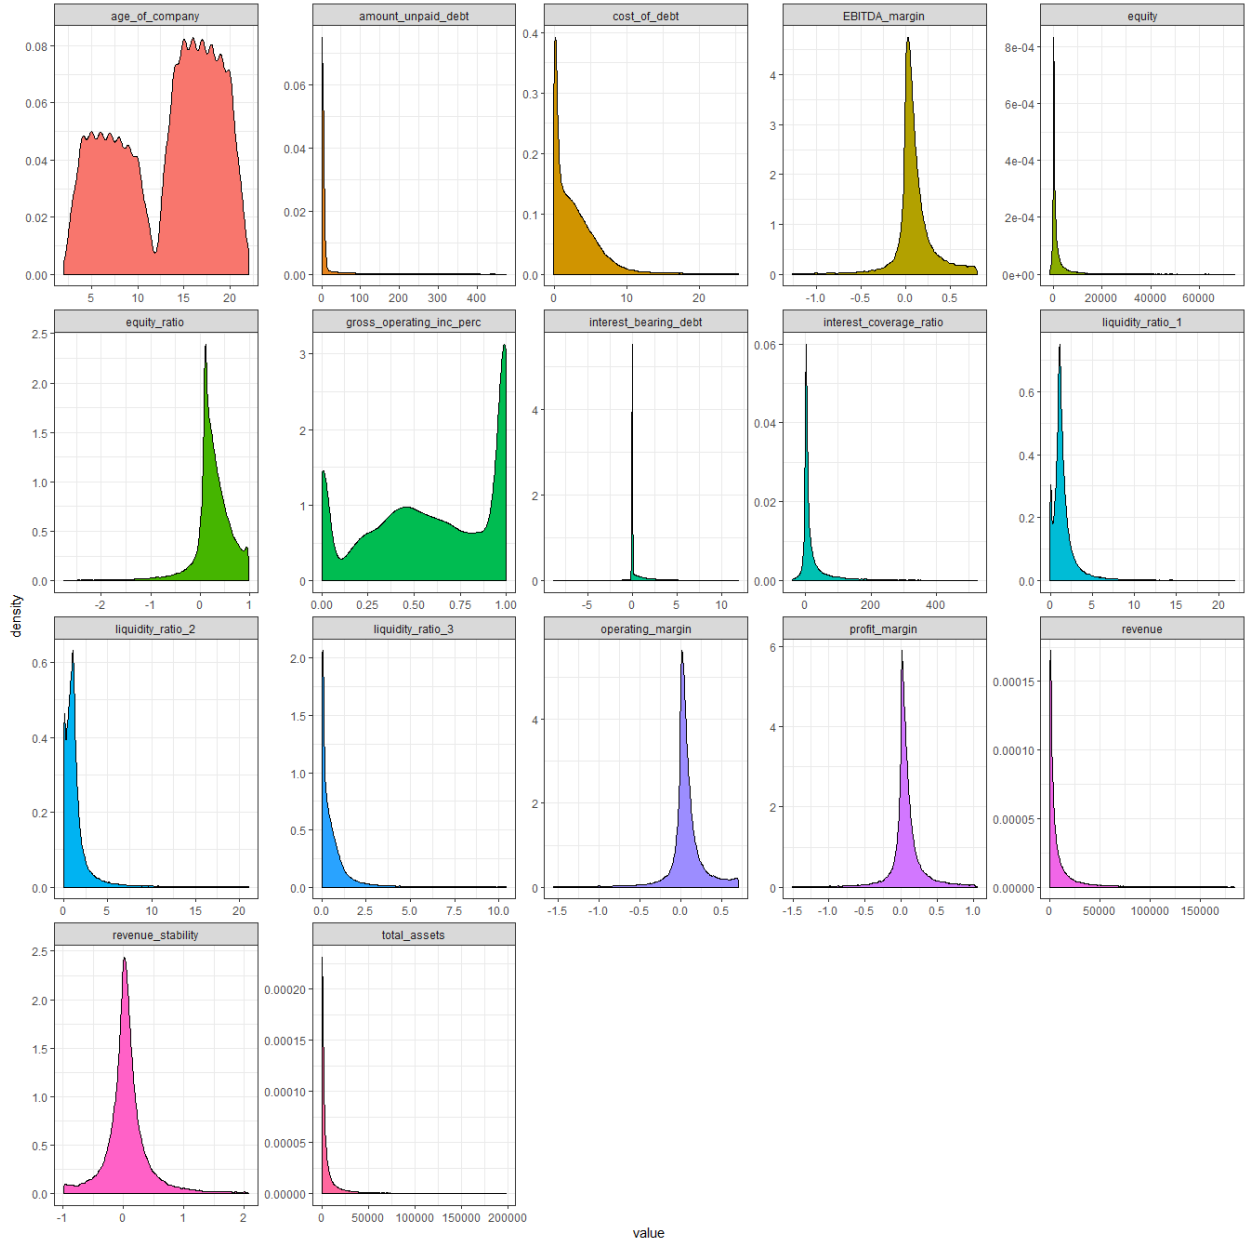 age_of_company
amount_unpaid_debt
cost_of_debt
EBITDA_margin
equity
0.08
0.06
0.04
0.02
0.00
5 10 15 20
0.06
0.04
0.02
0.00
0 100 200 300 400
0.4
0.3
0.2
0.1
0.0
0 10 20
4
3
2
1
0
-1.0 -0.5 0.0 0.5
8e-04
6e-04
4e-04
2e-04
0e+00
0 20000 40000 60000
equity_ratio
gross_operating_inc_perc
interest_bearing_debt
interest_coverage_ratio
liquidity_ratio_1
2.5
2.0
1.5
1.0
0.5
0.0
-2 -1 0 1
3
2
1
0
0.00 0.25 0.50 0.75 1.00
4
2
0
-5 0 5 10
0.06
0.04
0.02
0.00
0 200 400
0.6
0.4
0.2
0.0
0 5 10 15 20
density
liquidity_ratio_2
liquidity_ratio_3
operating_margin
profit_margin
revenue
0.6
0.4
0.2
0.0
0 5 10 15 20
2.0
1.5
1.0
0.5
0.0
0.0 2.5 5.0 7.5 10.0
4
2
0
-1.5 -1.0 -0.5 0.0 0.5
6
4
2
0
-1.5 -1.0 -0.5 0.0 0.5 1.0
0.00015
0.00010
0.00005
0.00000
0 50000 100000 150000
revenue_stability
total_assets
2.5
2.0
1.5
1.0
0.5
0.0
-1 0 1 2
0.00020
0.00015
0.00010
0.00005
0.00000
0 50000 100000 150000 200000
value